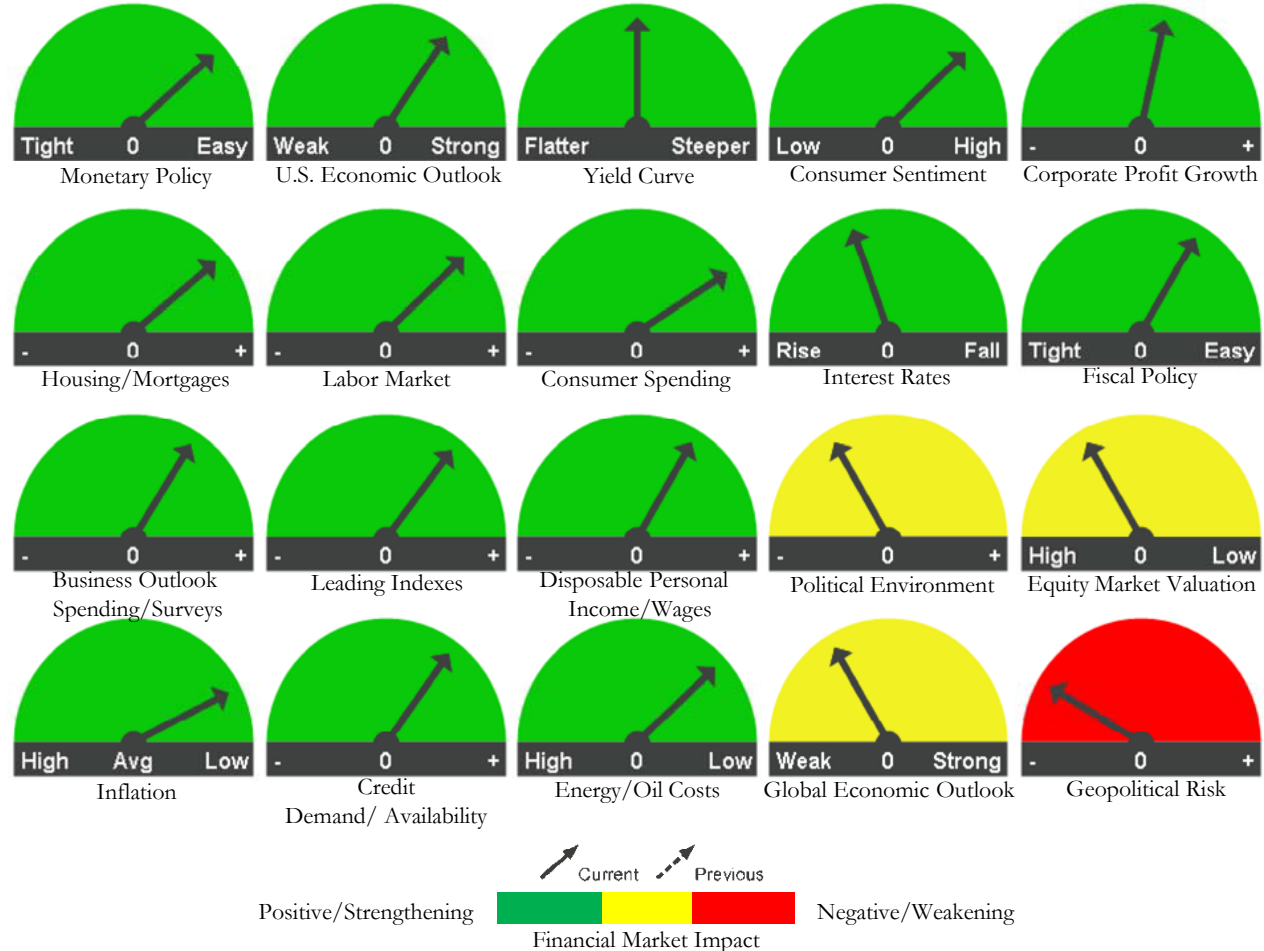 Tight 0 Easy
Monetary Policy
Weak 0 Strong
U.S. Economic Outlook
Flatter Steeper
Yield Curve
Low 0 High
Consumer Sentiment
- 0 +
Corporate Profit Growth
- 0 +
Housing/Mortgages
- 0 +
Labor Market
- 0 +
Consumer Spending
Rise 0 Fall
Interest Rates
Tight 0 Easy
Fiscal Policy
- 0 +
Business Outlook
Spending/Surveys
- 0 +
Leading Indexes
- 0 +
Disposable Personal
Income/Wages
- 0 +
Political Environment
High 0 Low
Equity Market Valuation
High Avg Low
Inflation
- 0 +
Credit
Demand/ Availability
High 0 Low
Energy/Oil Costs
Weak 0 Strong
Global Economic Outlook
- 0 +
Geopolitical Risk
Current Previous
Positive/Strengthening Negative/Weakening
Financial Market Impact